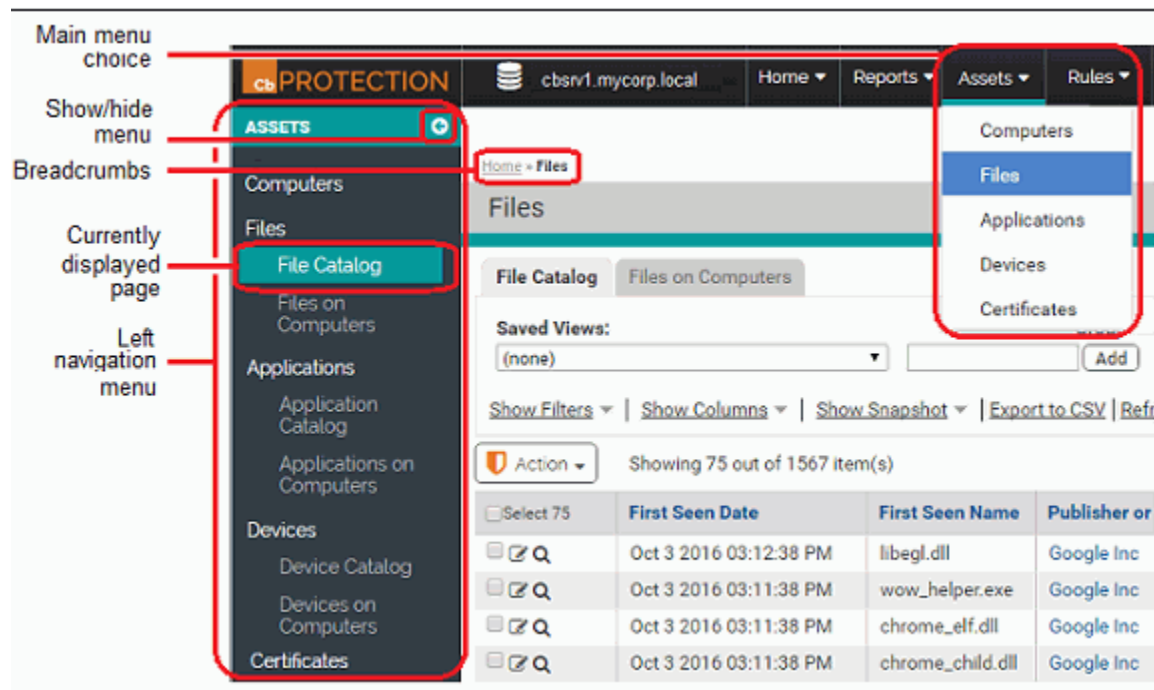 Main menu
choice
Show/hide
menu
Breadcrumbs
Currently
displayed
page
Left
navigation
menu
Cb PROTECTION
cbsrv1.mycorp.local
Home
Reports
Assets
Rules
Computers
Files
Applications
Devices
Certificates
ASSETS
Computers
Files
File Catalog
Files on
Computers
Applications
Application
Catalog
Applications on
Computers
Devices
Device Catalog
Devices on
Computers
Certificates
Home » Files
Files
File Catalog
Files on Computers
Saved Views:
(none)
Add
Show Filters | Show Columns | Show Snapshot | Export to CSV | Refr
Action
Showing 75 out of 1567 item(s)
Select 75 First Seen Date First Seen Name Publisher or
Oct 3 2016 03:12:38 PM libegl.dll Google Inc
Oct 3 2016 03:11:38 PM wow_helper.exe Google Inc
Oct 3 2016 03:11:38 PM chrome_elf.dll Google Inc
Oct 3 2016 03:11:38 PM chrome_child.dll Google Inc